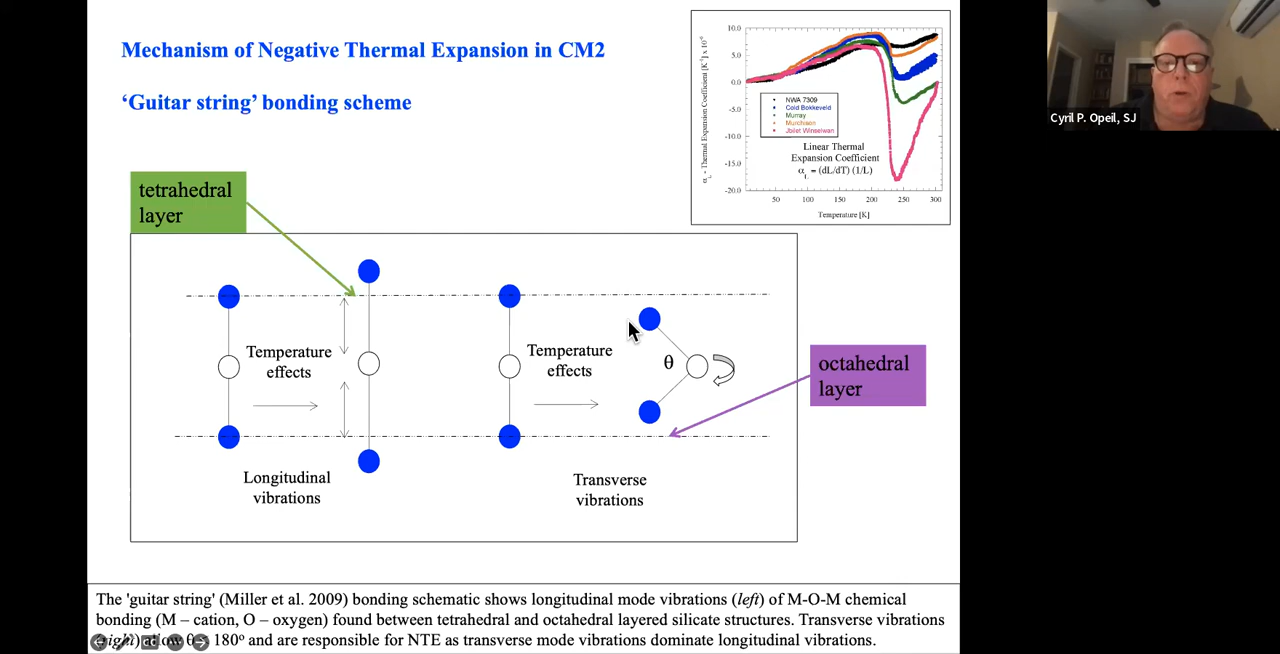 Mechanism of Negative Thermal Expansion in CM2
‘Guitar string’ bonding scheme
10.0
5.0
0.0
-5.0
-10.0
-15.0
-20.0
α - Thermal Expansion Coefficient [K⁻¹] x 10⁻⁶
L
NWA 7309
Cold Bokkeveld
Murray
Murchison
Jbilet Winselwan
Linear Thermal
Expansion Coefficient
α = (dL/dT) (1/L)
L
50
100
150
200
250
300
Temperature [K]
Cyril P. Opeil, SJ
tetrahedral
layer
Temperature
effects
Longitudinal
vibrations
Temperature
effects
θ
Transverse
vibrations
octahedral
layer
The 'guitar string' (Miller et al. 2009) bonding schematic shows longitudinal mode vibrations (left) of M-O-M chemical
bonding (M – cation, O – oxygen) found between tetrahedral and octahedral layered silicate structures. Transverse vibrations
180º and are responsible for NTE as transverse mode vibrations dominate longitudinal vibrations.